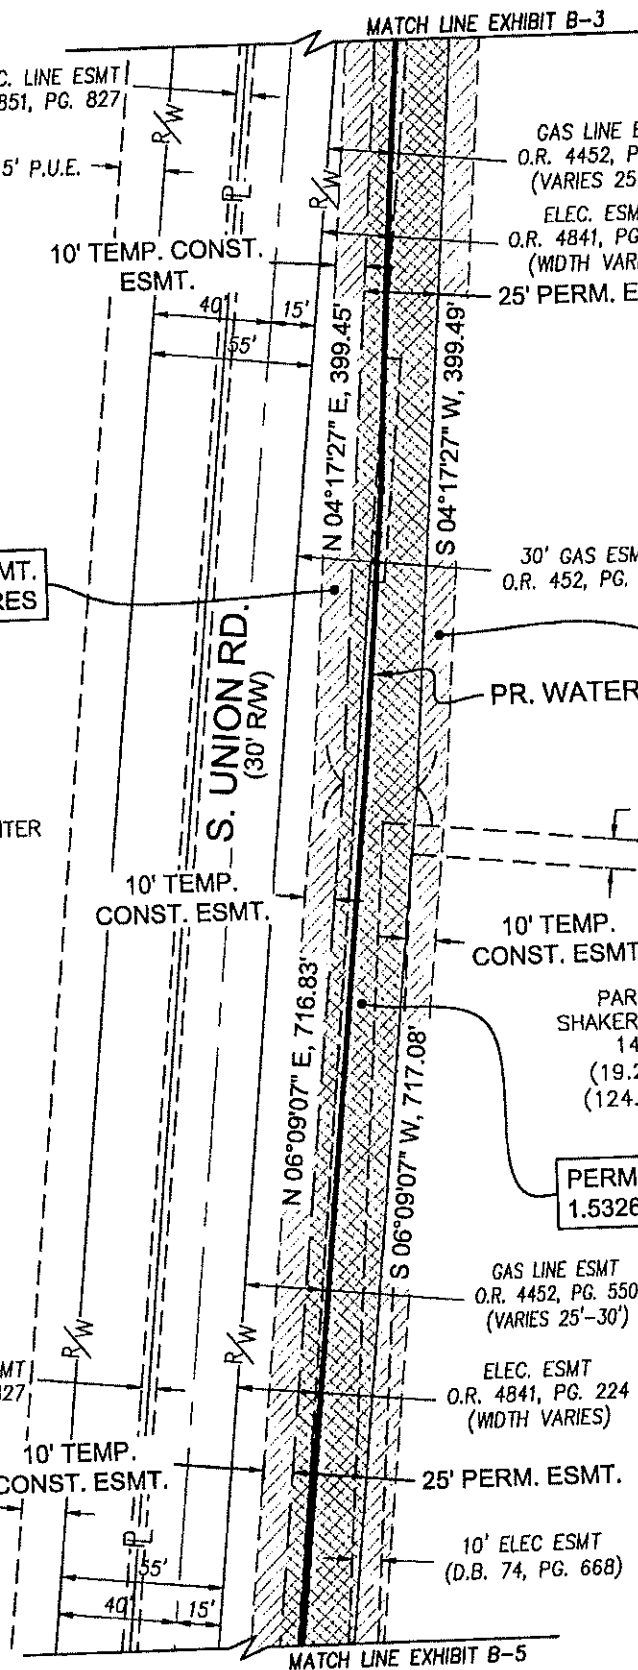 MATCH LINE EXHIBIT B-3
C. LINE ESMT
851, PG. 827
R/W
5' P.U.E.
R/W
GAS LINE E
O.R. 4452, P
(VARIES 25
ELEC. ESM
O.R. 4841, PG
(WIDTH VARI
10' TEMP. CONST.
ESMT.
25' PERM. E
40'
15'
55'
N 04°17'27" E, 399.45'
S 04°17'27" W, 399.49'
30' GAS ESM
O.R. 452, PG.
MT.
RES
S. UNION RD.
(30' R/W)
PR. WATER
TER
10' TEMP.
CONST. ESMT.
10' TEMP.
CONST. ESMT
PAR
SHAKER
14
(19.2
(124.
N 06°09'07" E, 716.83'
S 06°09'07" W, 717.08'
PERM
1.5326
GAS LINE ESMT
O.R. 4452, PG. 550
(VARIES 25'-30')
R/W
R/W
MT
27
ELEC. ESMT
O.R. 4841, PG. 224
(WIDTH VARIES)
10' TEMP.
CONST. ESMT.
25' PERM. ESMT.
10' ELEC ESMT
(D.B. 74, PG. 668)
55'
40'
15'
MATCH LINE EXHIBIT B-5